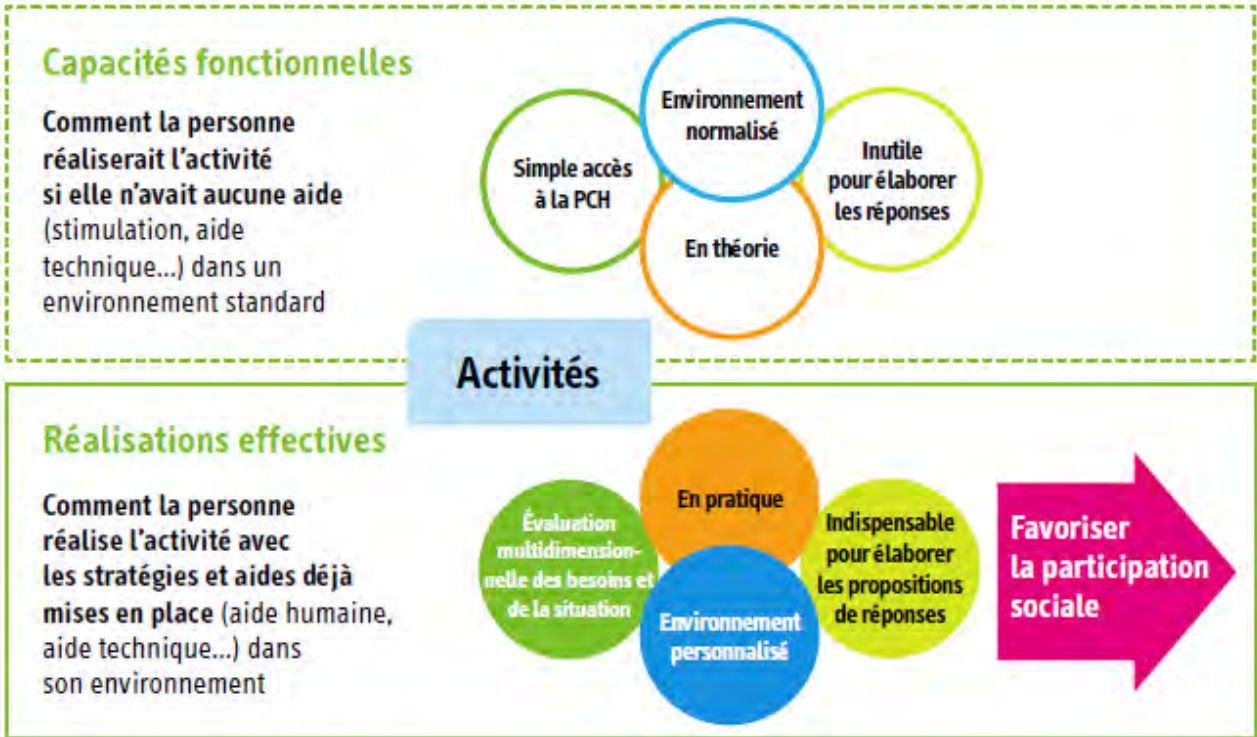 Capacités fonctionnelles
Comment la personne
réaliserait l'activité
si elle n'avait aucune aide
(stimulation, aide
technique...) dans un
environnement standard
Simple accès
à la PCH
Environnement
normalisé
En théorie
Inutile
pour élaborer
les réponses
Activités
Réalisations effectives
Comment la personne
réalise l'activité avec
les stratégies et aides déjà
mises en place (aide humaine,
aide technique...) dans
son environnement
Évaluation
multidimension-
nelle des besoins et
de la situation
En pratique
Environnement
personnalisé
Indispensable
pour élaborer
les propositions
de réponses
Favoriser
la participation
sociale